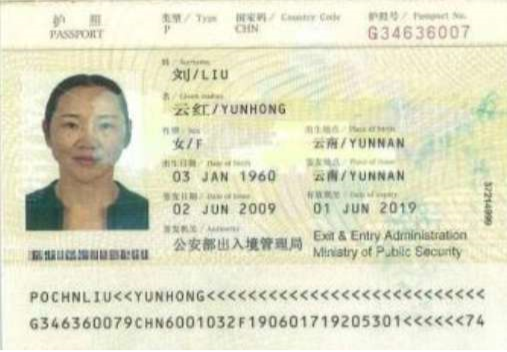 护 照 类型 / Type 国家码 / Country Code 护照号 / Passport No.
PASSPORT P CHN G34636007
姓 / Surname
刘/LIU
名 / Given names
云红/YUNHONG
性别 / Sex 出生地点 / Place of birth
女/F 云南/YUNNAN
出生日期 / Date of birth 签发地点 / Place of issue
03 JAN 1960 云南/YUNNAN
签发日期 / Date of issue 有效期至 / Date of expiry
02 JUN 2009 01 JUN 2019
签发机关 / Authority
公安部出入境管理局 Exit & Entry Administration
Ministry of Public Security
POCHNLIU<<YUNHONG<<<<<<<<<<<<<<<<<<<<<<<<<<<
G346360079CHN6001032F190601719205301<<<<<<74